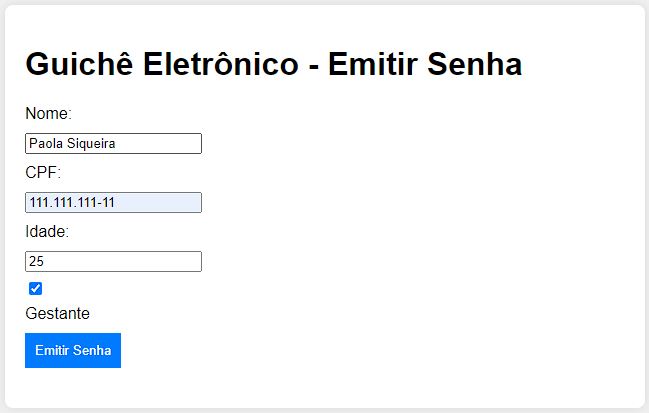 Guichê Eletrônico - Emitir Senha
Nome:
Paola Siqueira
CPF:
111.111.111-11
Idade:
25
Gestante
Emitir Senha